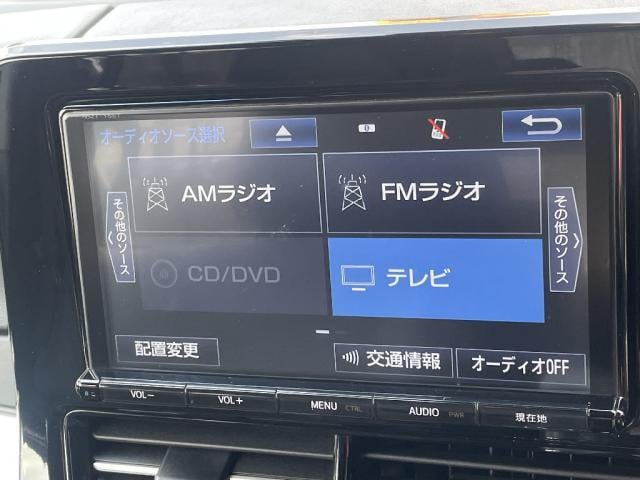 オーディオソース選択
AMラジオ
FMラジオ
その他のソース
CD/DVD
テレビ
その他のソース
配置変更
交通情報
オーディオOFF
VOL−
VOL+
MENU CTRL
AUDIO PWR
現在地